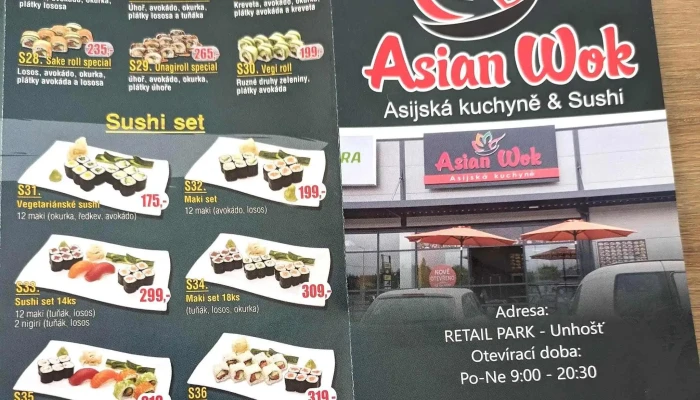 Úhoř, avokádo, okurka,
plátky lososa a tuňáka
Kreveta, avokádo, okurka,
plátky avokáda a kreveta
plátky lososa
235,-
S28. Sake roll special
Losos, avokádo, okurka,
plátky avokáda a lososa
265,-
S29. Unagiroll special
úhoř, avokádo, okurka,
plátky úhoře
199,-
S30. Vegi roll
Ruzné druhy zeleniny,
plátky avokáda
Sushi set
S31.
Vegetariánské sushi
12 maki (okurka, ředkev, avokádo)
175,-
S32.
Maki set
12 maki (avokádo, losos)
199,-
S33.
Sushi set 14ks
12 maki (tuňák, losos)
2 nigiri (tuňák, losos
299,-
S34.
Maki set 18ks
(tuňák, losos, okurka)
309,-
S35
S36
319,-
Asian Wok
Asijská kuchyně & Sushi
Asian Wok
Asijská kuchyně
NOVĚ
OTEVŘENO
Adresa:
RETAIL PARK - Unhošť
Otevírací doba:
Po-Ne 9:00 - 20:30